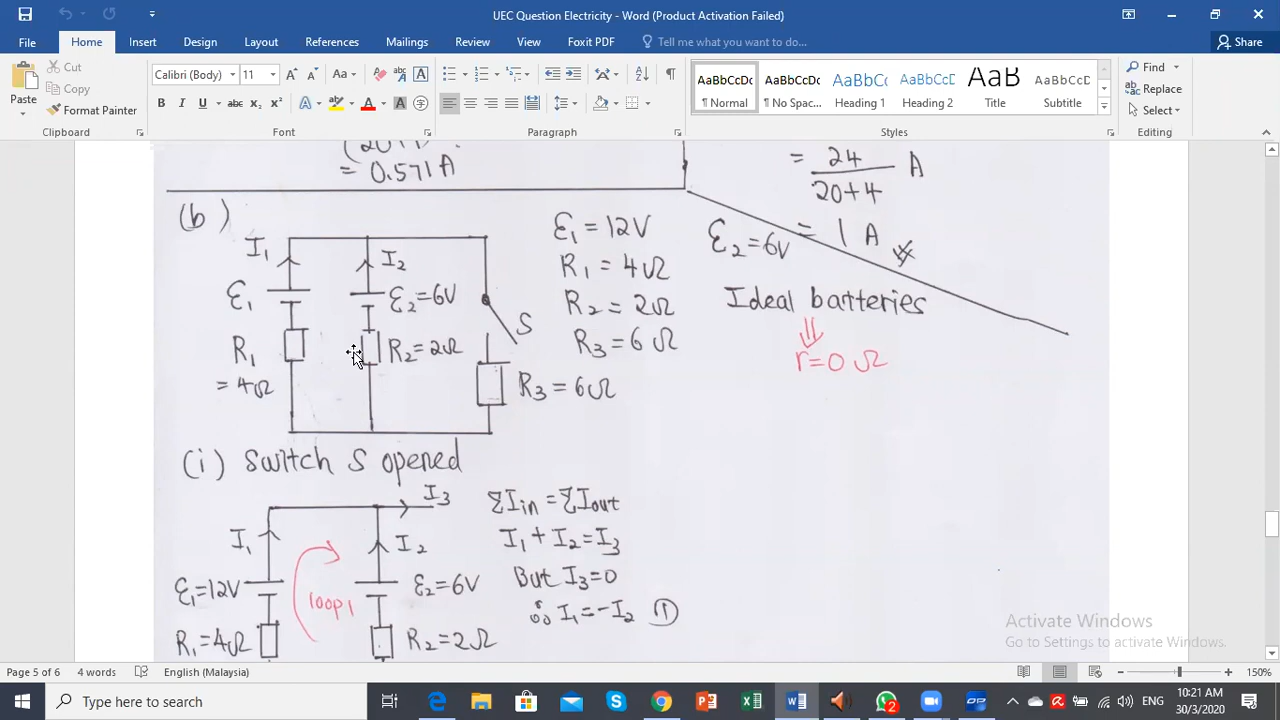 UEC Question Electricity - Word (Product Activation Failed)
File Home Insert Design Layout References Mailings Review View Foxit PDF Tell me what you want to do... Share
Paste
Cut
Copy
Format Painter
Calibri (Body) 11
AaBbCcDc AaBbCcDc AaBbCc AaBbCcC AaB AaBbCcD
¶ Normal ¶ No Spac... Heading 1 Heading 2 Title Subtitle
Find
Replace
Select
Clipboard Font Paragraph Styles Editing
= 0.571 A
= 24/20+4 A
= 1 A
(b)
I₁
I₂
ε₁
ε₂=6V
R₁
=4Ω
R₂=2Ω
S
R₃=6Ω
ε₁=12V
R₁=4Ω
R₂=2Ω
R₃=6Ω
ε₂=6V
Ideal batteries
⇓
r=0 Ω
(i) Switch S opened
I₃
I₁
I₂
ε₁=12V
loop 1
ε₂=6V
R₁=4Ω
R₂=2Ω
ΣIin=ΣIout
I₁+I₂=I₃
But I₃=0
∴ I₁=-I₂ ①
Activate Windows
Go to Settings to activate Windows.
Page 5 of 6 4 words English (Malaysia) 150%
Type here to search
ENG
10:21 AM
30/3/2020